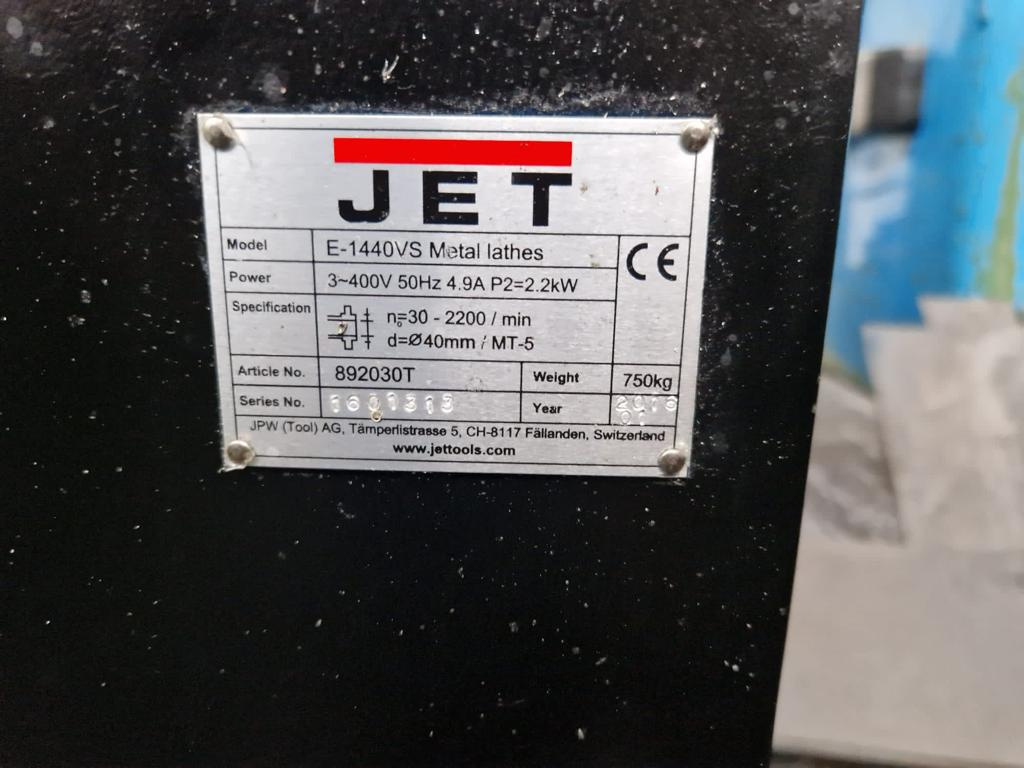 JET
Model E-1440VS Metal lathes CE
Power 3~400V 50Hz 4.9A P2=2.2kW
Specification n₀=30 - 2200 / min
d=Ø40mm / MT-5
Article No. 892030T Weight 750kg
Series No. Year
JPW (Tool) AG, Tämperlistrasse 5, CH-8117 Fällanden, Switzerland
www.jettools.com